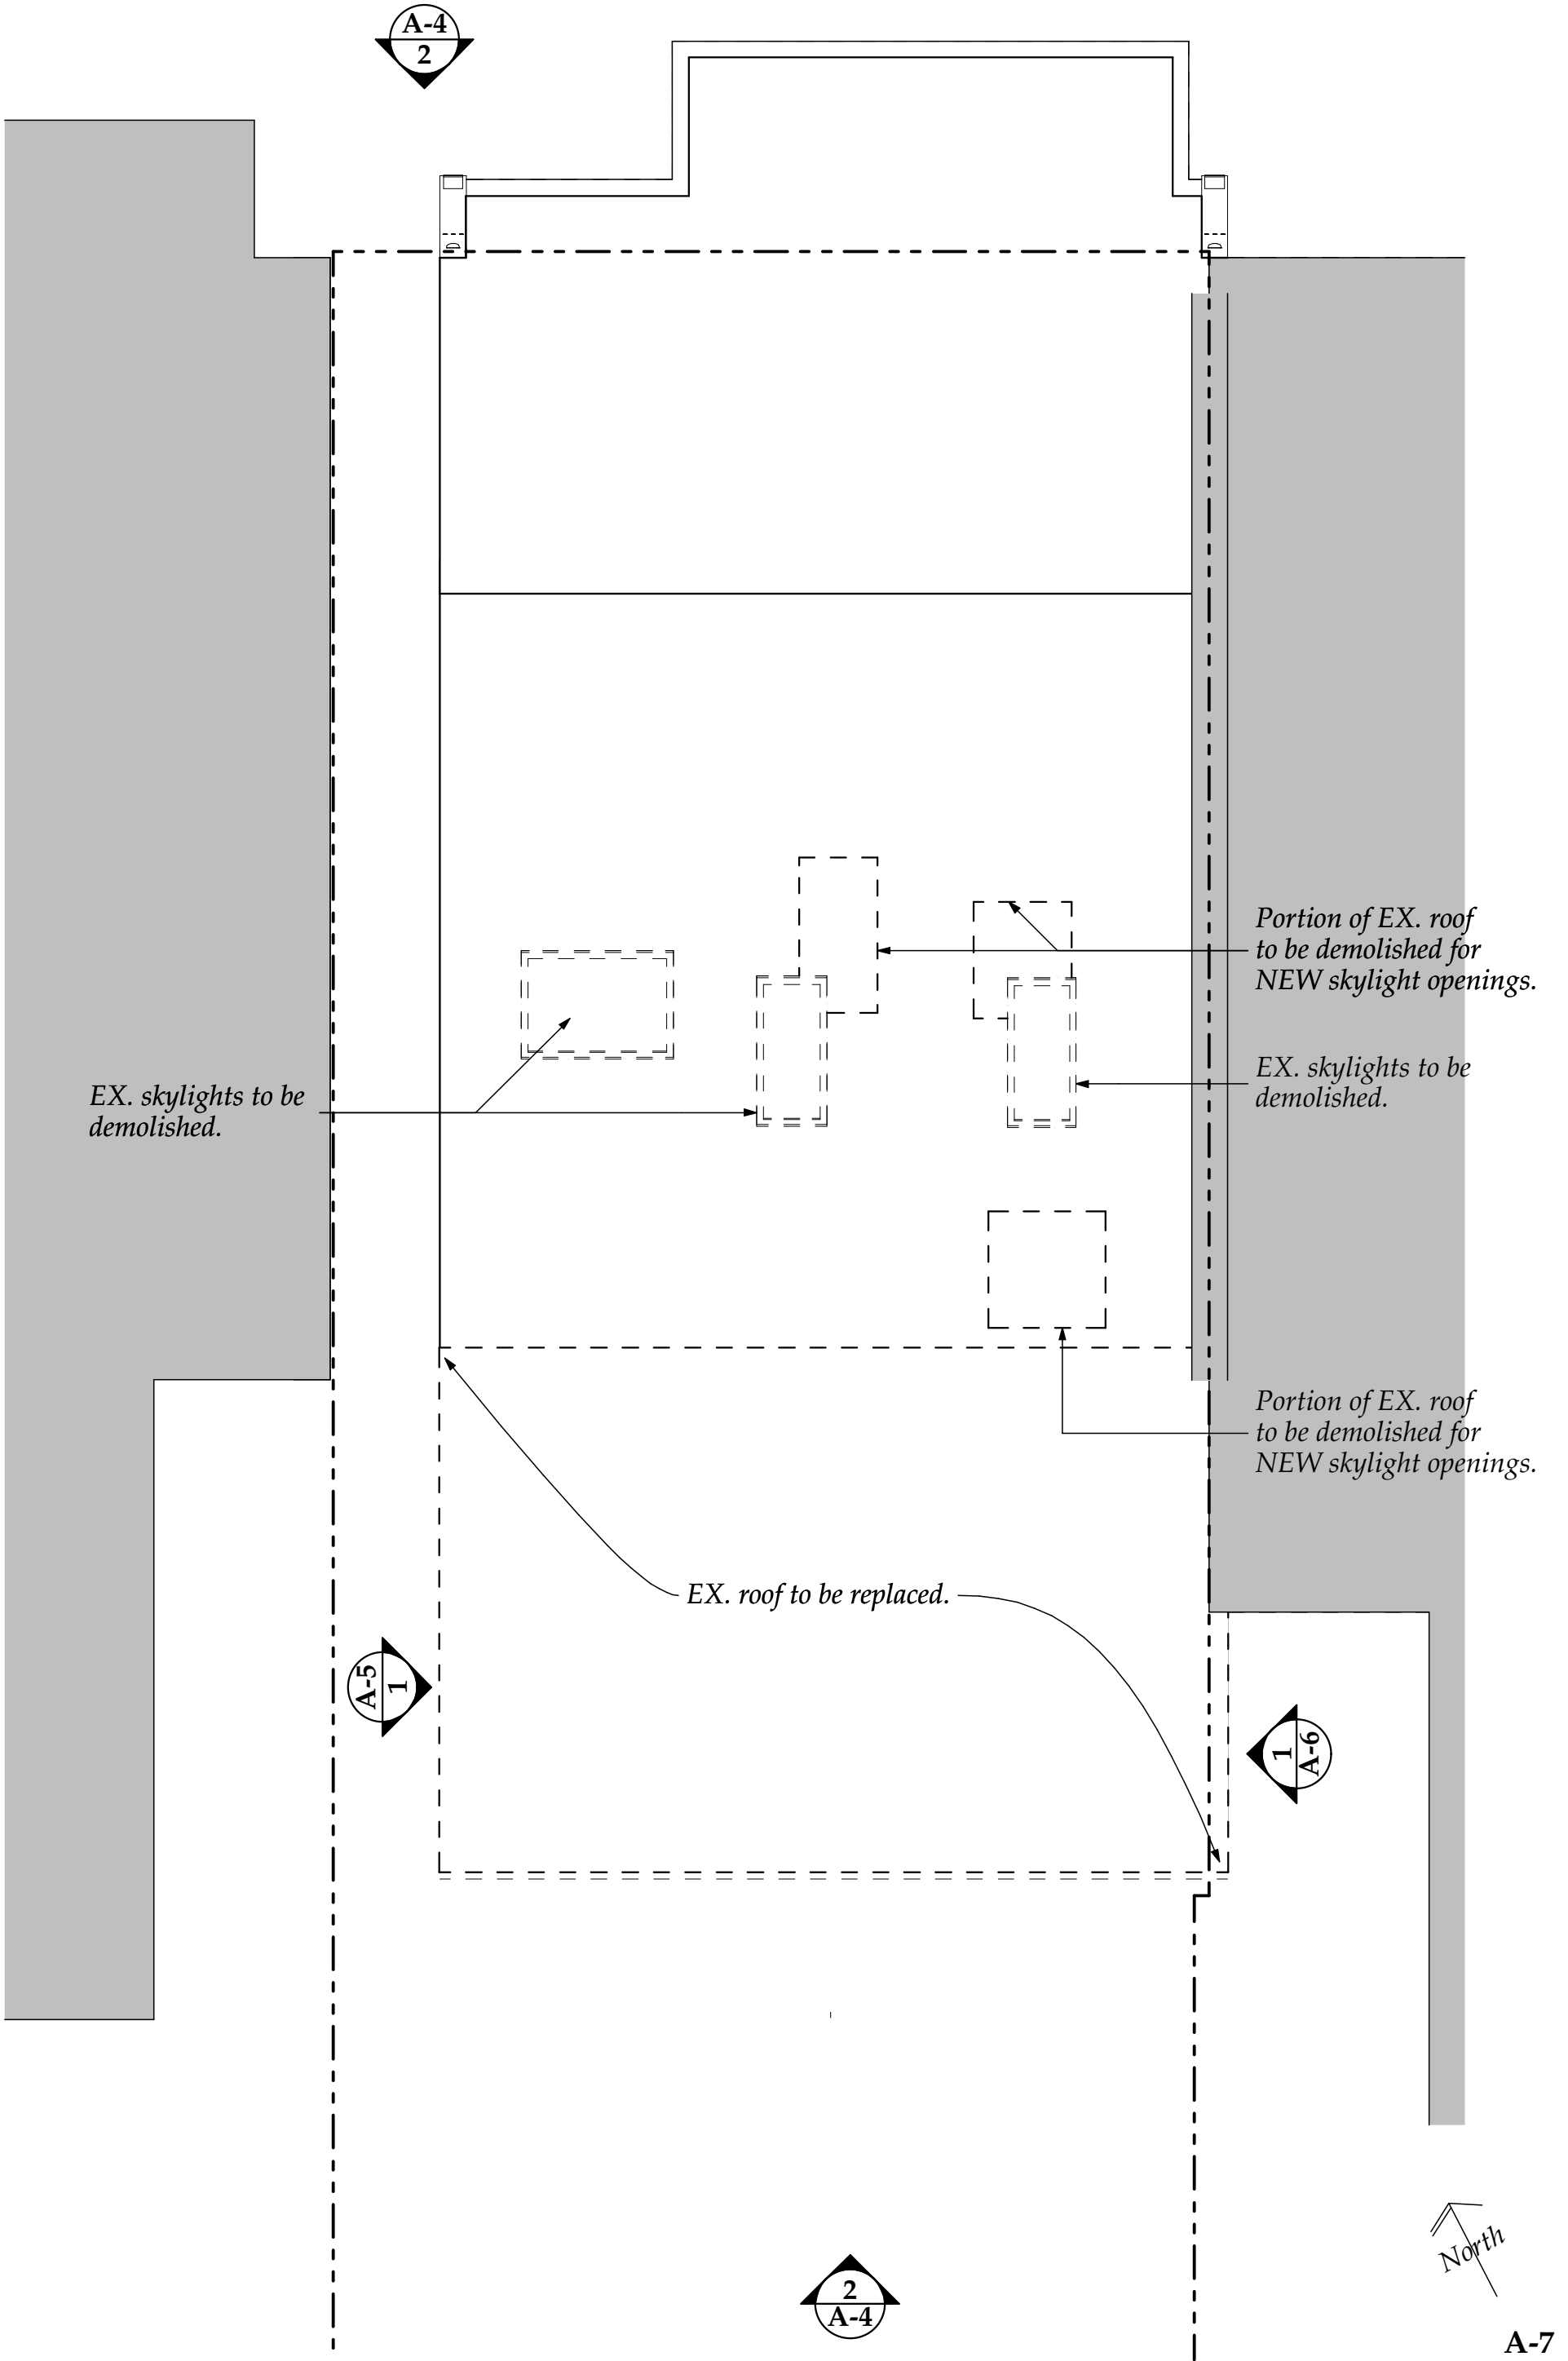 A-4
2
Portion of EX. roof
to be demolished for
NEW skylight openings.
EX. skylights to be
demolished.
EX. skylights to be
demolished.
Portion of EX. roof
to be demolished for
NEW skylight openings.
EX. roof to be replaced.
A-5
1
1
A-6
North
2
A-4
A-7